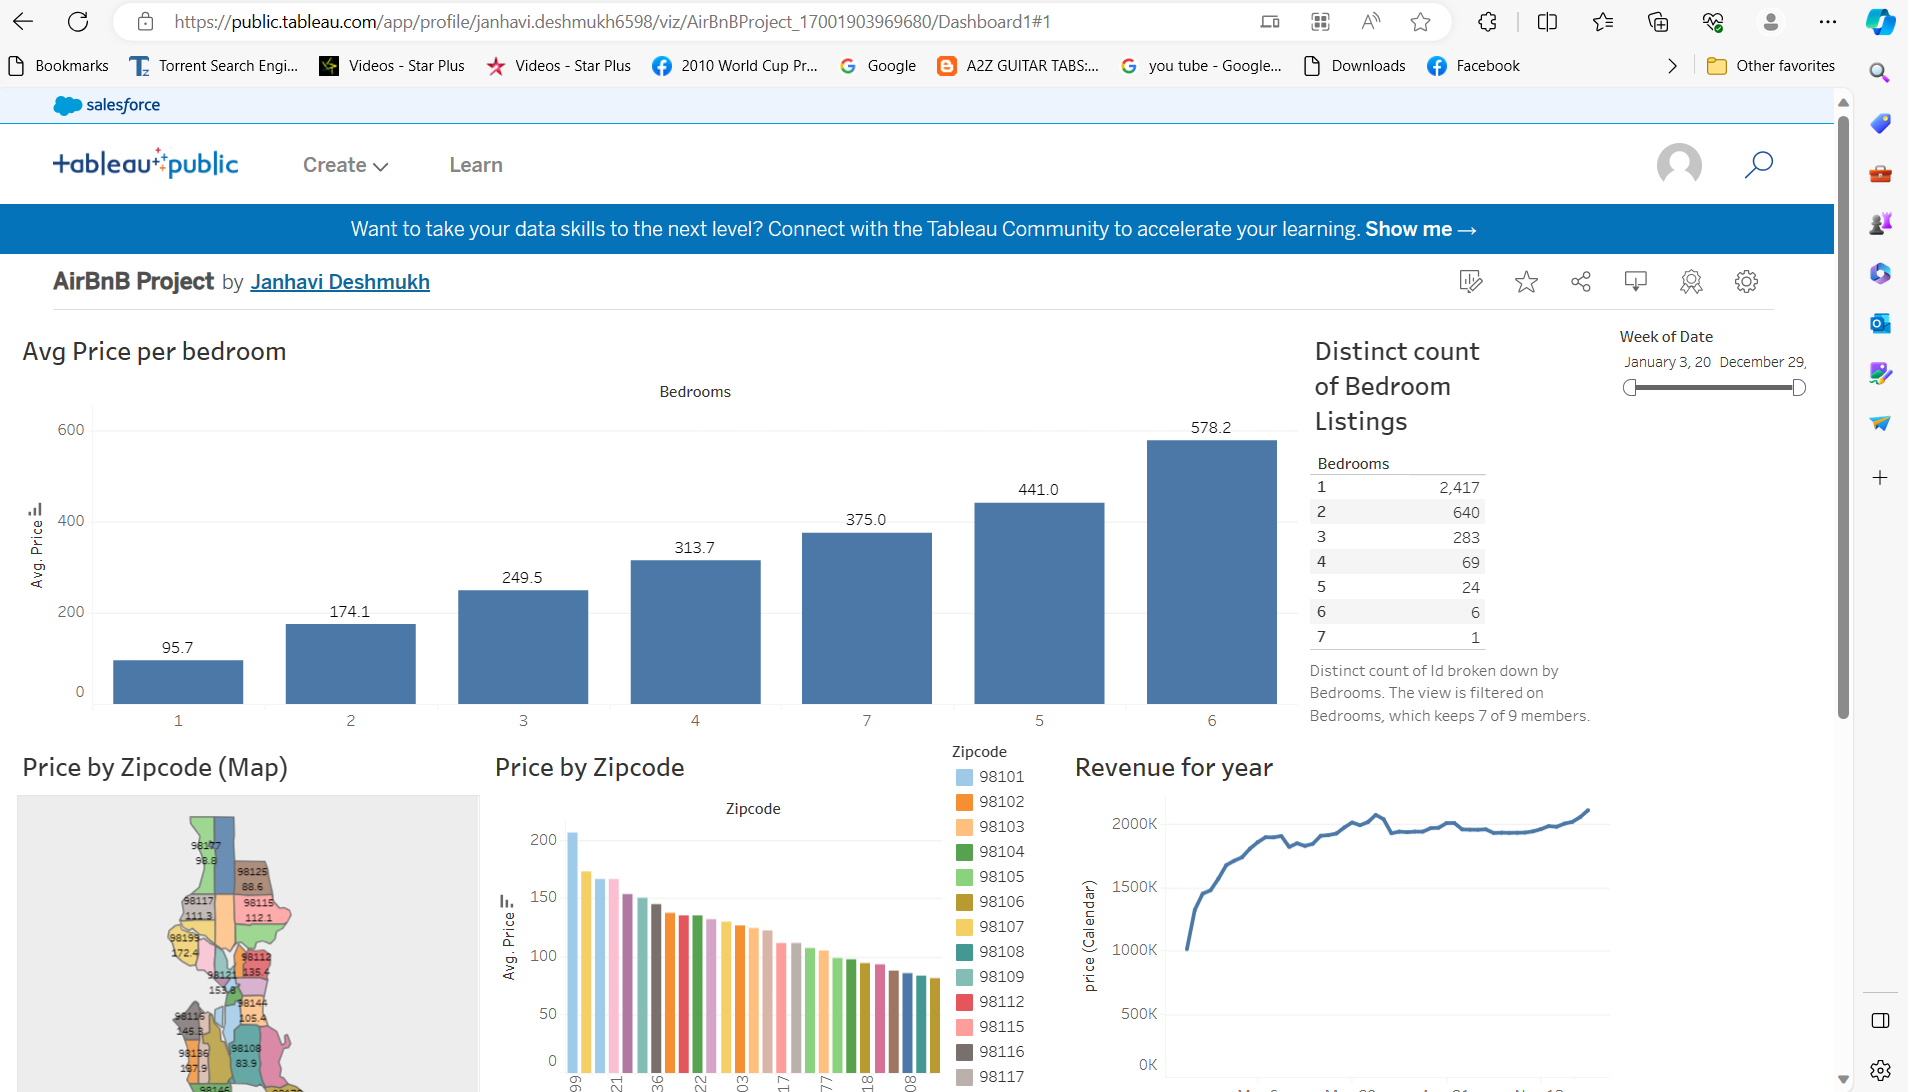 https://public.tableau.com/app/profile/janhavi.deshmukh6598/viz/AirBnBProject_17001903969680/Dashboard1#1
Bookmarks Torrent Search Engi... Videos - Star Plus Videos - Star Plus 2010 World Cup Pr... Google A2Z GUITAR TABS:... you tube - Google... Downloads Facebook Other favorites
salesforce
tableau public Create Learn
Want to take your data skills to the next level? Connect with the Tableau Community to accelerate your learning. Show me →
AirBnB Project by Janhavi Deshmukh
Avg Price per bedroom
Bedrooms
Avg. Price
600
400
200
0
95.7
174.1
249.5
313.7
375.0
441.0
578.2
1 2 3 4 7 5 6
Distinct count
of Bedroom
Listings
Bedrooms
1 2,417
2 640
3 283
4 69
5 24
6 6
7 1
Distinct count of Id broken down by
Bedrooms. The view is filtered on
Bedrooms, which keeps 7 of 9 members.
Week of Date
January 3, 20 December 29,
Price by Zipcode (Map)
98177
98.8
98125
88.6
98117
111.3
98115
112.1
98199
172.4
98112
135.4
98121
153.8
98144
105.4
98116
145.3
98136
137.9
98108
83.9
98146
Price by Zipcode
Zipcode
Avg. Price
200
150
100
50
0
99 21 36 22 03 17 77 18 08
Zipcode
98101
98102
98103
98104
98105
98106
98107
98108
98109
98112
98115
98116
98117
Revenue for year
price (Calendar)
2000K
1500K
1000K
500K
0K